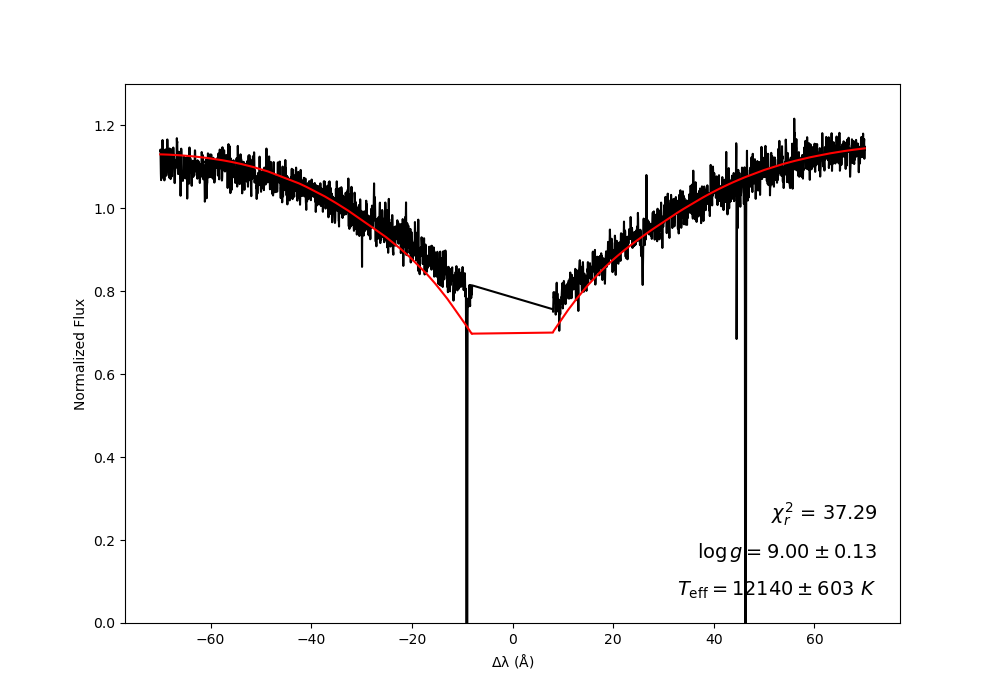 1.2
1.0
0.8
0.6
0.4
0.2
0.0
Normalized Flux
χ²ᵣ = 37.29
log g = 9.00 ± 0.13
T_eff = 12140 ± 603 K
−60 −40 −20 0 20 40 60
Δλ (Å)